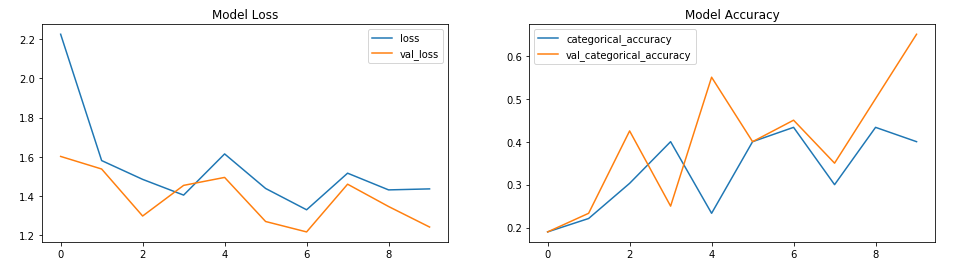 Model Loss
2.2
2.0
1.8
1.6
1.4
1.2
0 2 4 6 8
loss
val_loss
Model Accuracy
0.6
0.5
0.4
0.3
0.2
0 2 4 6 8
categorical_accuracy
val_categorical_accuracy